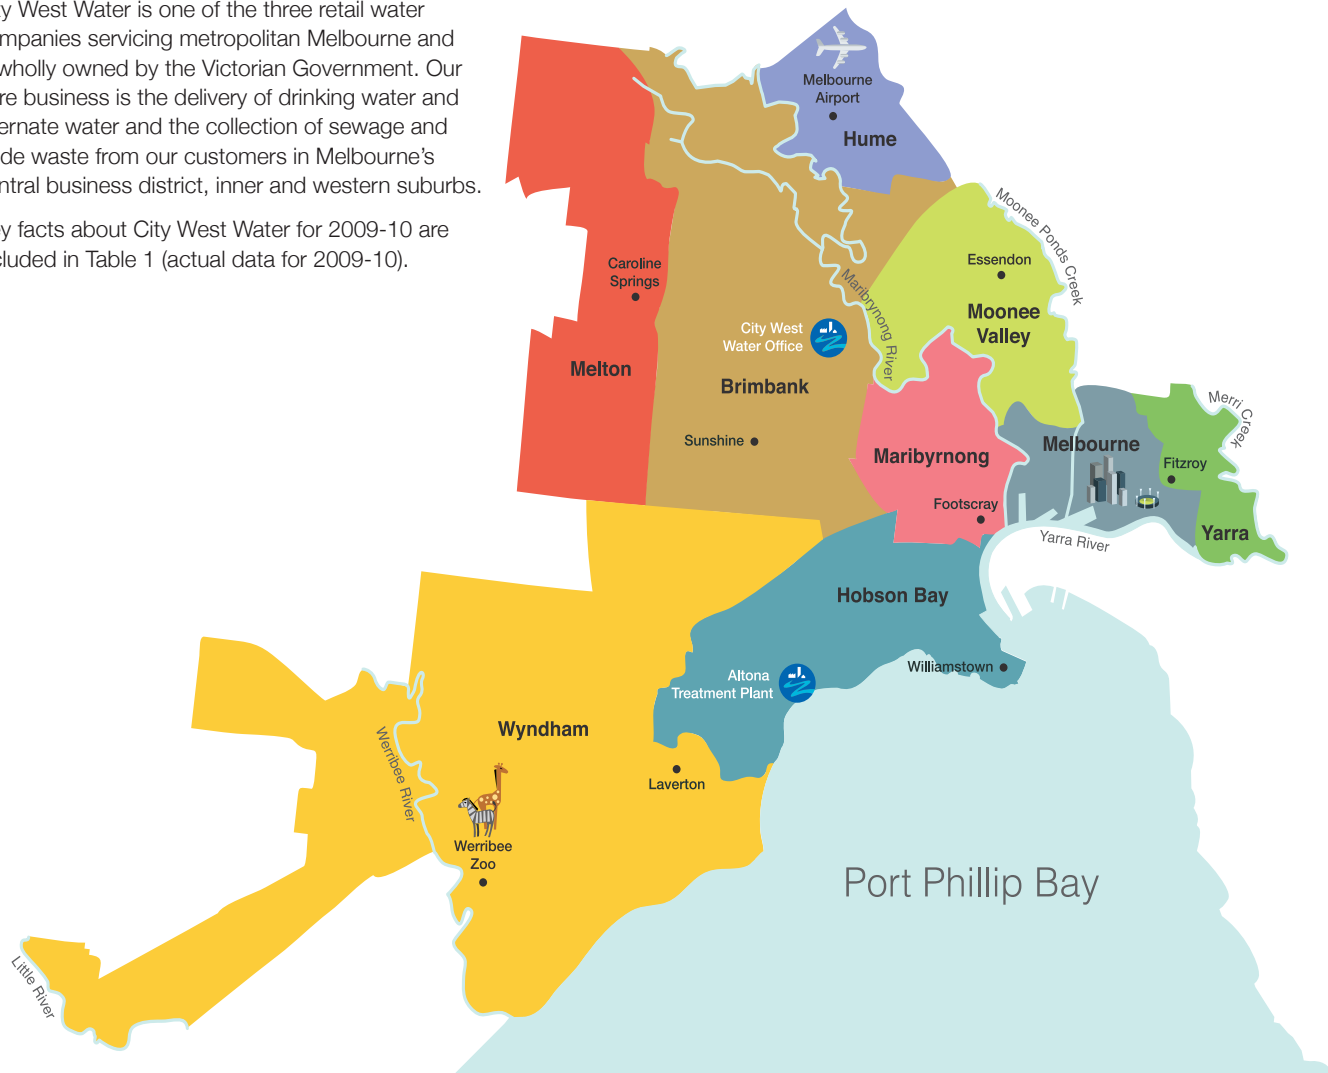 ty West Water is one of the three retail water
mpanies servicing metropolitan Melbourne and
wholly owned by the Victorian Government. Our
re business is the delivery of drinking water and
ernate water and the collection of sewage and
de waste from our customers in Melbourne's
ntral business district, inner and western suburbs.
y facts about City West Water for 2009-10 are
cluded in Table 1 (actual data for 2009-10).
Melbourne
Airport
Hume
Moonee Ponds Creek
Caroline
Springs
Essendon
Maribrynong River
Moonee
Valley
City West
Water Office
Melton
Brimbank
Merri Creek
Sunshine
Maribyrnong
Melbourne
Fitzroy
Footscray
Yarra River
Yarra
Hobson Bay
Williamstown
Altona
Treatment Plant
Wyndham
Werribee River
Laverton
Werribee
Zoo
Port Phillip Bay
Little River